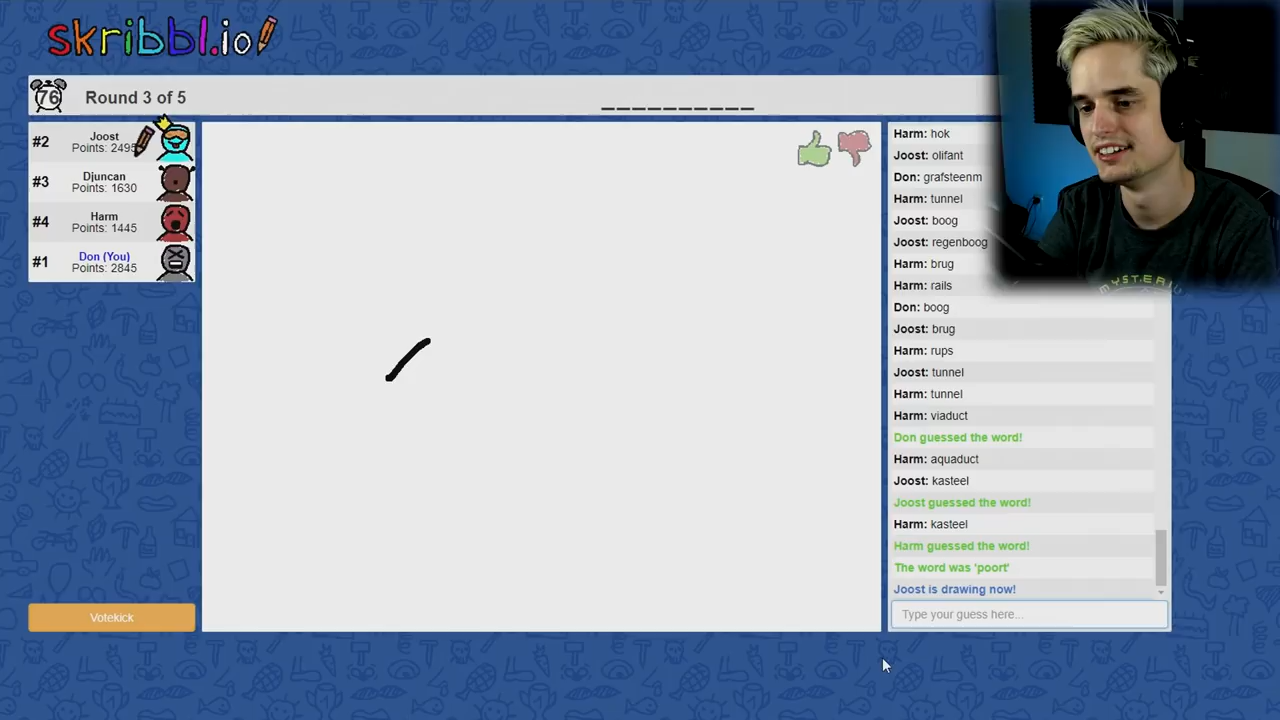 skribbl.io
76
Round 3 of 5
__________
#2
Joost
Points: 2495
#3
Djuncan
Points: 1630
#4
Harm
Points: 1445
#1
Don (You)
Points: 2845
Votekick
Harm: hok
Joost: olifant
Don: grafsteenm
Harm: tunnel
Joost: boog
Joost: regenboog
Harm: brug
Harm: rails
Don: boog
Joost: brug
Harm: rups
Joost: tunnel
Harm: tunnel
Harm: viaduct
Don guessed the word!
Harm: aquaduct
Joost: kasteel
Joost guessed the word!
Harm: kasteel
Harm guessed the word!
The word was 'poort'
Joost is drawing now!
Type your guess here...